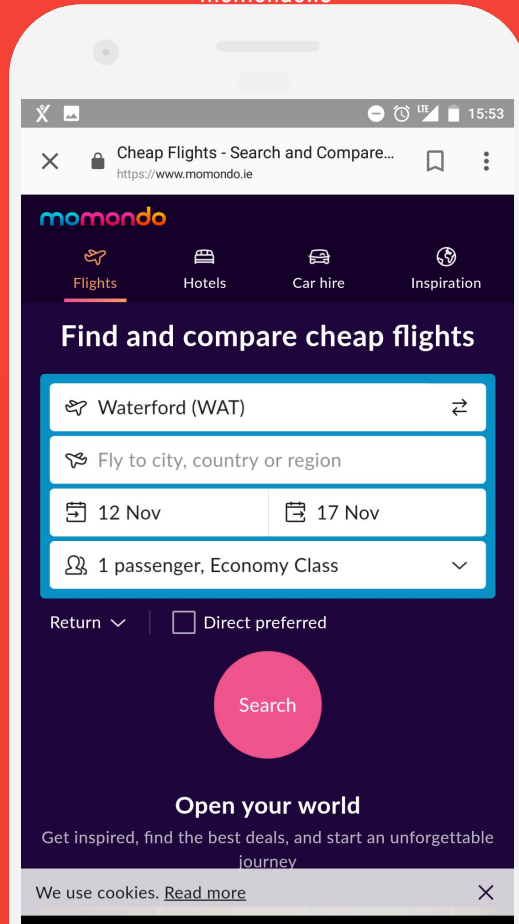 momondo.ie
LTE 15:53
Cheap Flights - Search and Compare...
https://www.momondo.ie
momondo
Flights Hotels Car hire Inspiration
Find and compare cheap flights
Waterford (WAT)
Fly to city, country or region
12 Nov 17 Nov
1 passenger, Economy Class
Return Direct preferred
Search
Open your world
Get inspired, find the best deals, and start an unforgettable
journey
We use cookies. Read more